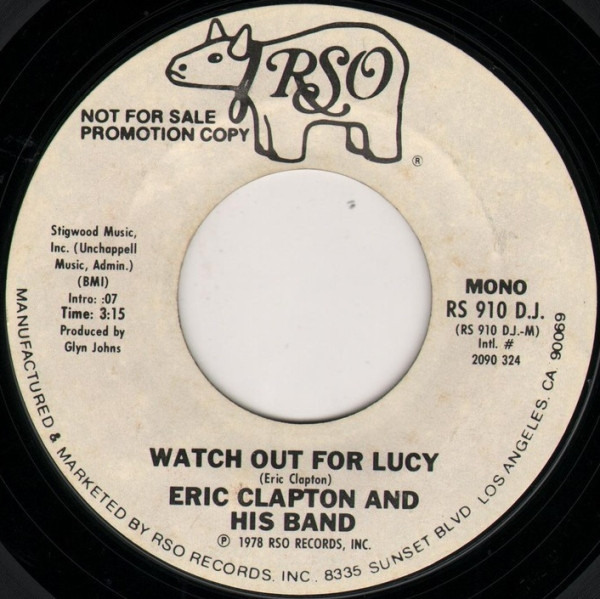 RSO
NOT FOR SALE
PROMOTION COPY
®
Stigwood Music,
Inc. (Unchappell
Music, Admin.)
(BMI)
Intro: :07
Time: 3:15
Produced by
Glyn Johns
MONO
RS 910 D.J.
(RS 910 D.J.-M)
Intl. #
2090 324
WATCH OUT FOR LUCY
(Eric Clapton)
ERIC CLAPTON AND
HIS BAND
℗ 1978 RSO RECORDS, INC.
MANUFACTURED & MARKETED BY RSO RECORDS, INC., 8335 SUNSET BLVD LOS ANGELES, CA 90069